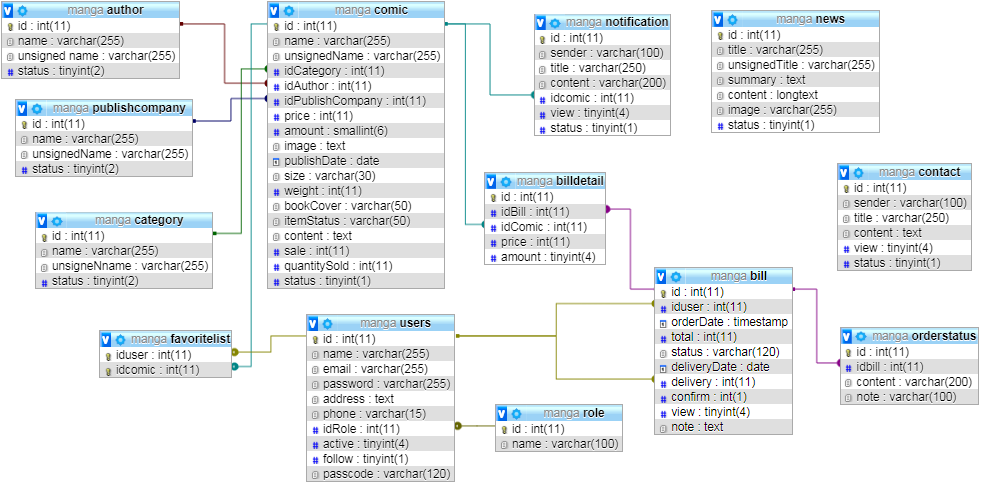 manga author
id : int(11)
name : varchar(255)
unsigned name : varchar(255)
status : tinyint(2)
manga publishcompany
id : int(11)
name : varchar(255)
unsignedName : varchar(255)
status : tinyint(2)
manga category
id : int(11)
name : varchar(255)
unsigneNname : varchar(255)
status : tinyint(2)
manga favoritelist
iduser : int(11)
idcomic : int(11)
manga comic
id : int(11)
name : varchar(255)
unsignedName : varchar(255)
idCategory : int(11)
idAuthor : int(11)
idPublishCompany : int(11)
price : int(11)
amount : smallint(6)
image : text
publishDate : date
size : varchar(30)
weight : int(11)
bookCover : varchar(50)
itemStatus : varchar(50)
content : text
sale : int(11)
quantitySold : int(11)
status : tinyint(1)
manga users
id : int(11)
name : varchar(255)
email : varchar(255)
password : varchar(255)
address : text
phone : varchar(15)
idRole : int(11)
active : tinyint(4)
follow : tinyint(1)
passcode : varchar(120)
manga notification
id : int(11)
sender : varchar(100)
title : varchar(250)
content : varchar(200)
idcomic : int(11)
view : tinyint(4)
status : tinyint(1)
manga billdetail
id : int(11)
idBill : int(11)
idComic : int(11)
price : int(11)
amount : tinyint(4)
manga role
id : int(11)
name : varchar(100)
manga news
id : int(11)
title : varchar(255)
unsignedTitle : varchar(255)
summary : text
content : longtext
image : varchar(255)
status : tinyint(1)
manga bill
id : int(11)
iduser : int(11)
orderDate : timestamp
total : int(11)
status : varchar(120)
deliveryDate : date
delivery : int(11)
confirm : int(1)
view : tinyint(4)
note : text
manga contact
id : int(11)
sender : varchar(100)
title : varchar(250)
content : text
view : tinyint(4)
status : tinyint(1)
manga orderstatus
id : int(11)
idbill : int(11)
content : varchar(200)
note : varchar(100)